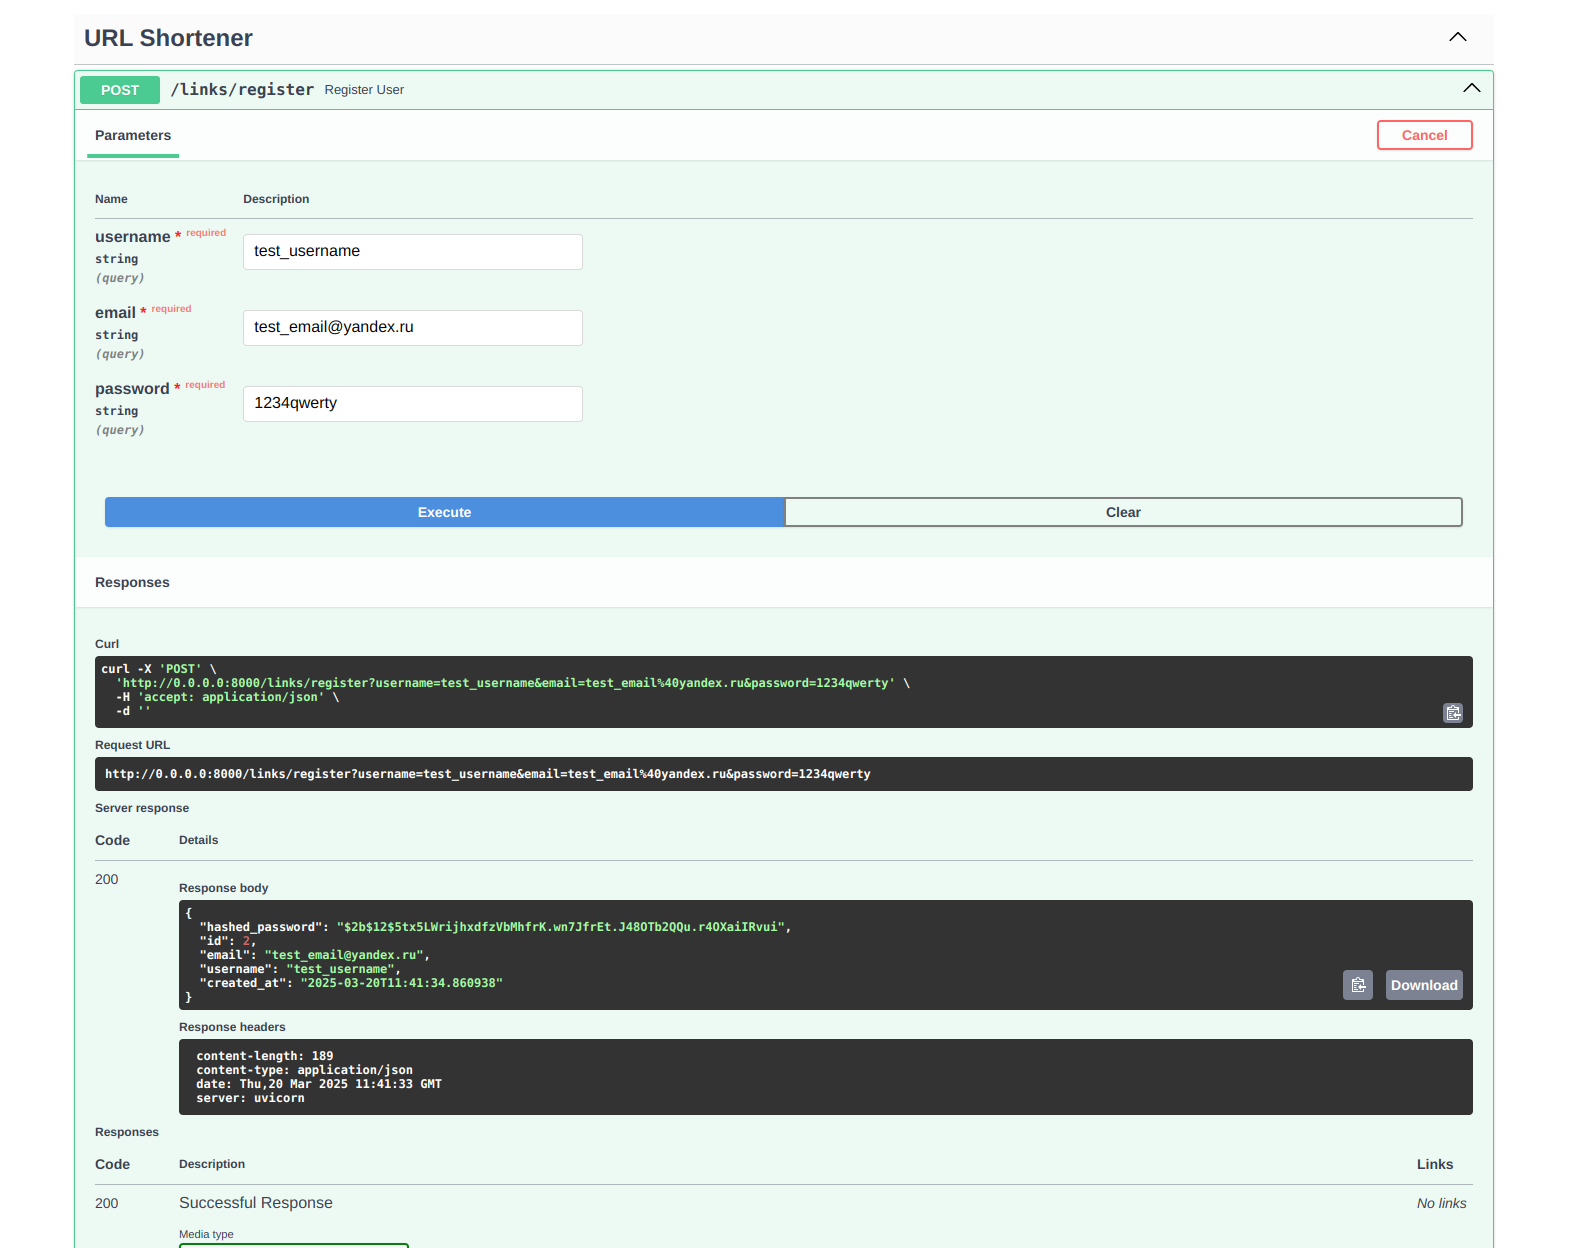 URL Shortener
POST /links/register Register User
Parameters
Cancel
Name Description
username * required
string
(query)
test_username
email * required
string
(query)
test_email@yandex.ru
password * required
string
(query)
1234qwerty
Execute Clear
Responses
Curl
curl -X 'POST' \
'http://0.0.0.0:8000/links/register?username=test_username&email=test_email%40yandex.ru&password=1234qwerty' \
-H 'accept: application/json' \
-d ''
Request URL
http://0.0.0.0:8000/links/register?username=test_username&email=test_email%40yandex.ru&password=1234qwerty
Server response
Code Details
200
Response body
{
"hashed_password": "$2b$12$5tx5LWrijhxdfzVbMhfrK.wn7JfrEt.J48OTb2QQu.r4OXaiIRvui",
"id": 2,
"email": "test_email@yandex.ru",
"username": "test_username",
"created_at": "2025-03-20T11:41:34.860938"
}
Download
Response headers
content-length: 189
content-type: application/json
date: Thu,20 Mar 2025 11:41:33 GMT
server: uvicorn
Responses
Code Description Links
200 Successful Response No links
Media type